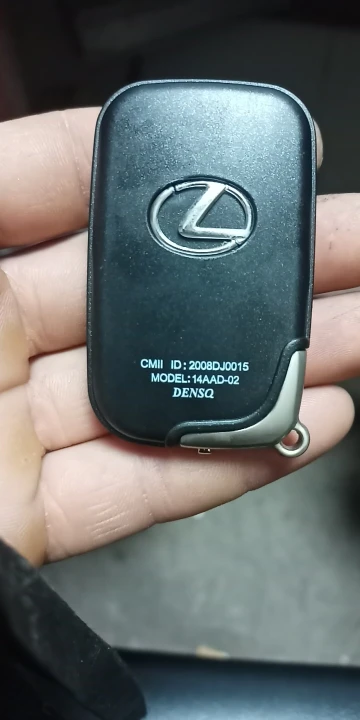 CMII ID: 2008DJ0015
MODEL:14AAD-02
DENSO